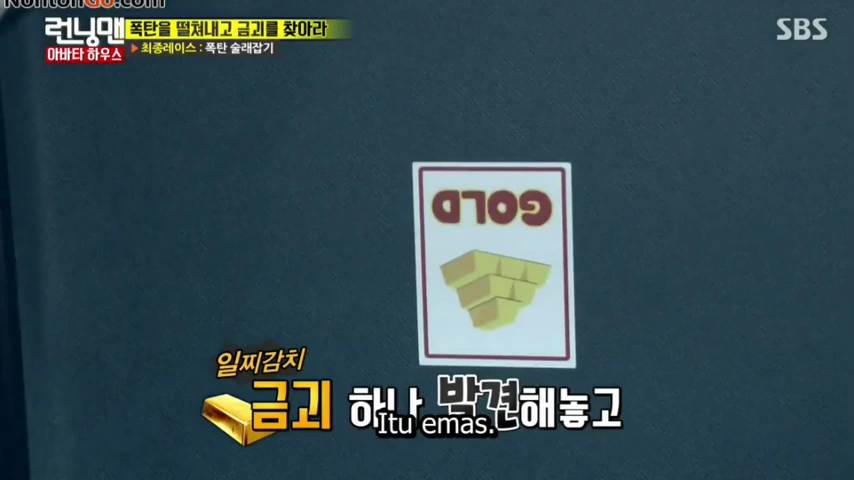 NontonGo.com
런닝맨
아바타 하우스
폭탄을 떨쳐내고 금괴를 찾아라
▶ 최종레이스 : 폭탄 술래잡기
SBS
GOLD
일찌감치
금괴 하나 발견해놓고
Itu emas.